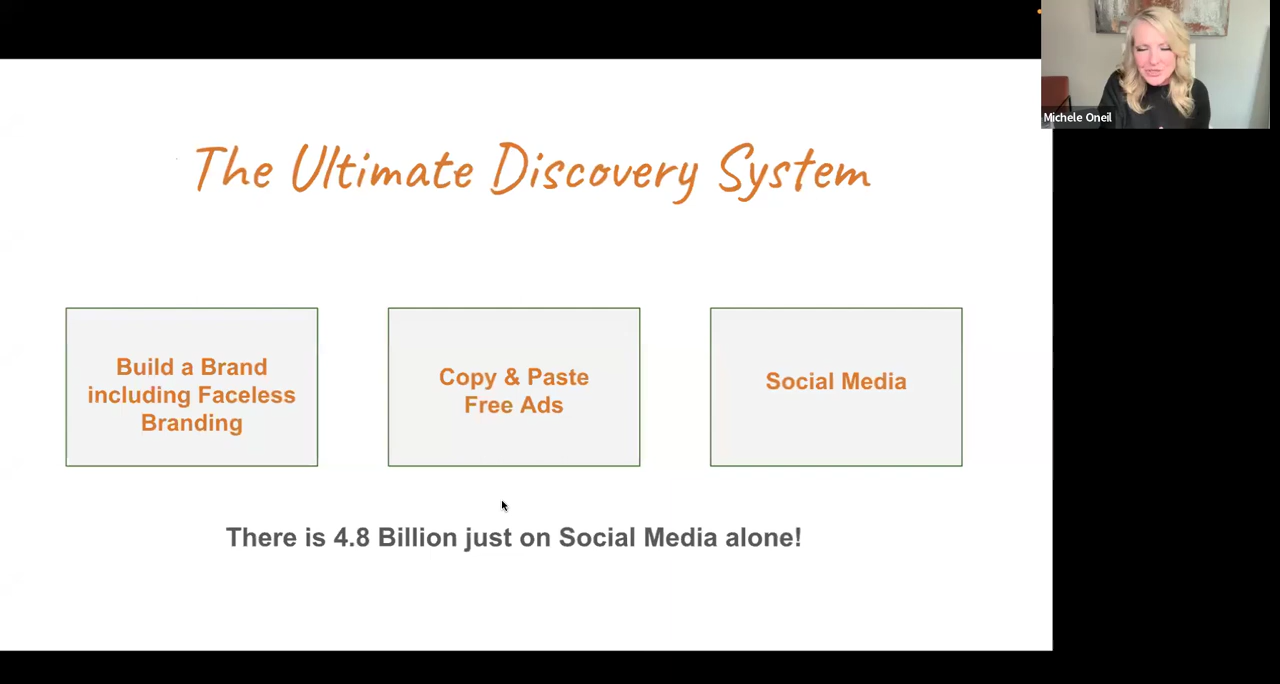 Michele Oneil
The Ultimate Discovery System
Build a Brand
including Faceless
Branding
Copy & Paste
Free Ads
Social Media
There is 4.8 Billion just on Social Media alone!